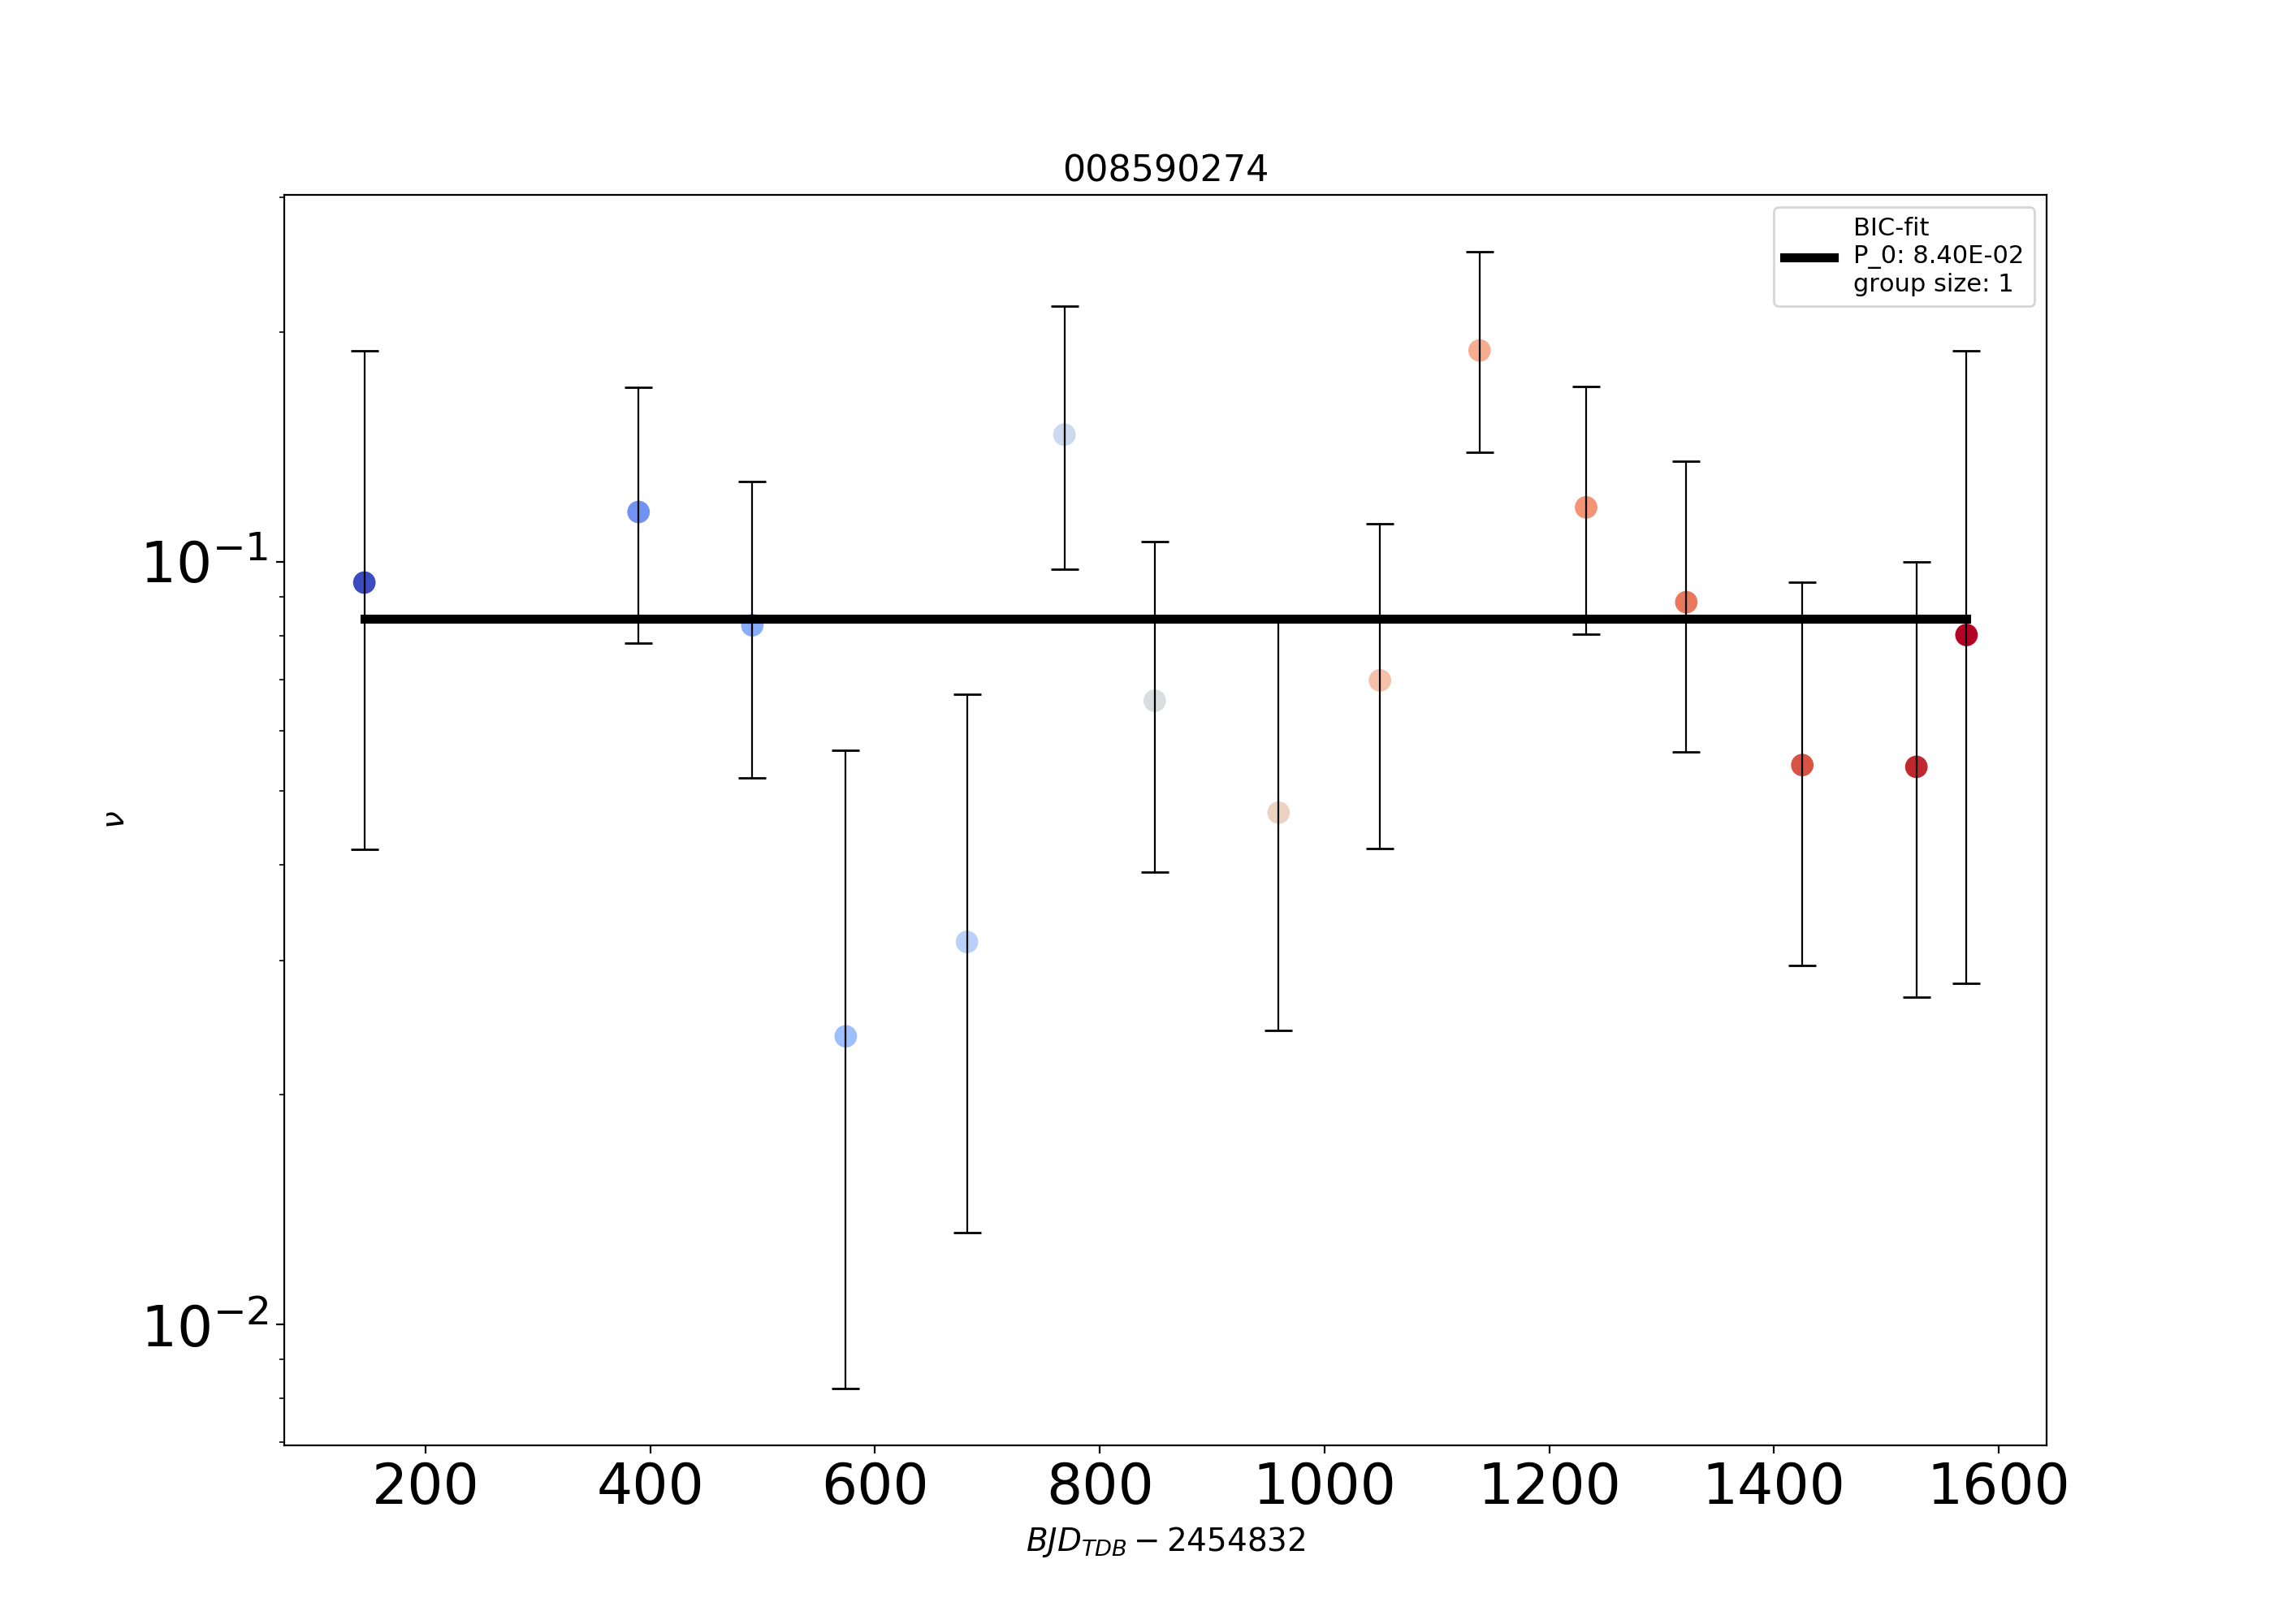 008590274
BIC-fit
P_0: 8.40E-02
group size: 1
10⁻¹
10⁻²
ν
200 400 600 800 1000 1200 1400 1600
BJD_TDB − 2454832